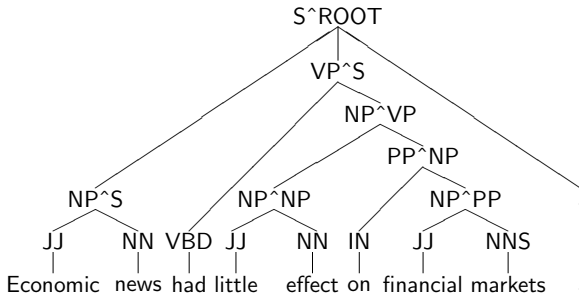 S^ROOT
VP^S
NP^VP
PP^NP
NP^S NP^NP NP^PP
JJ NN VBD JJ NN IN JJ NNS
Economic news had little effect on financial markets